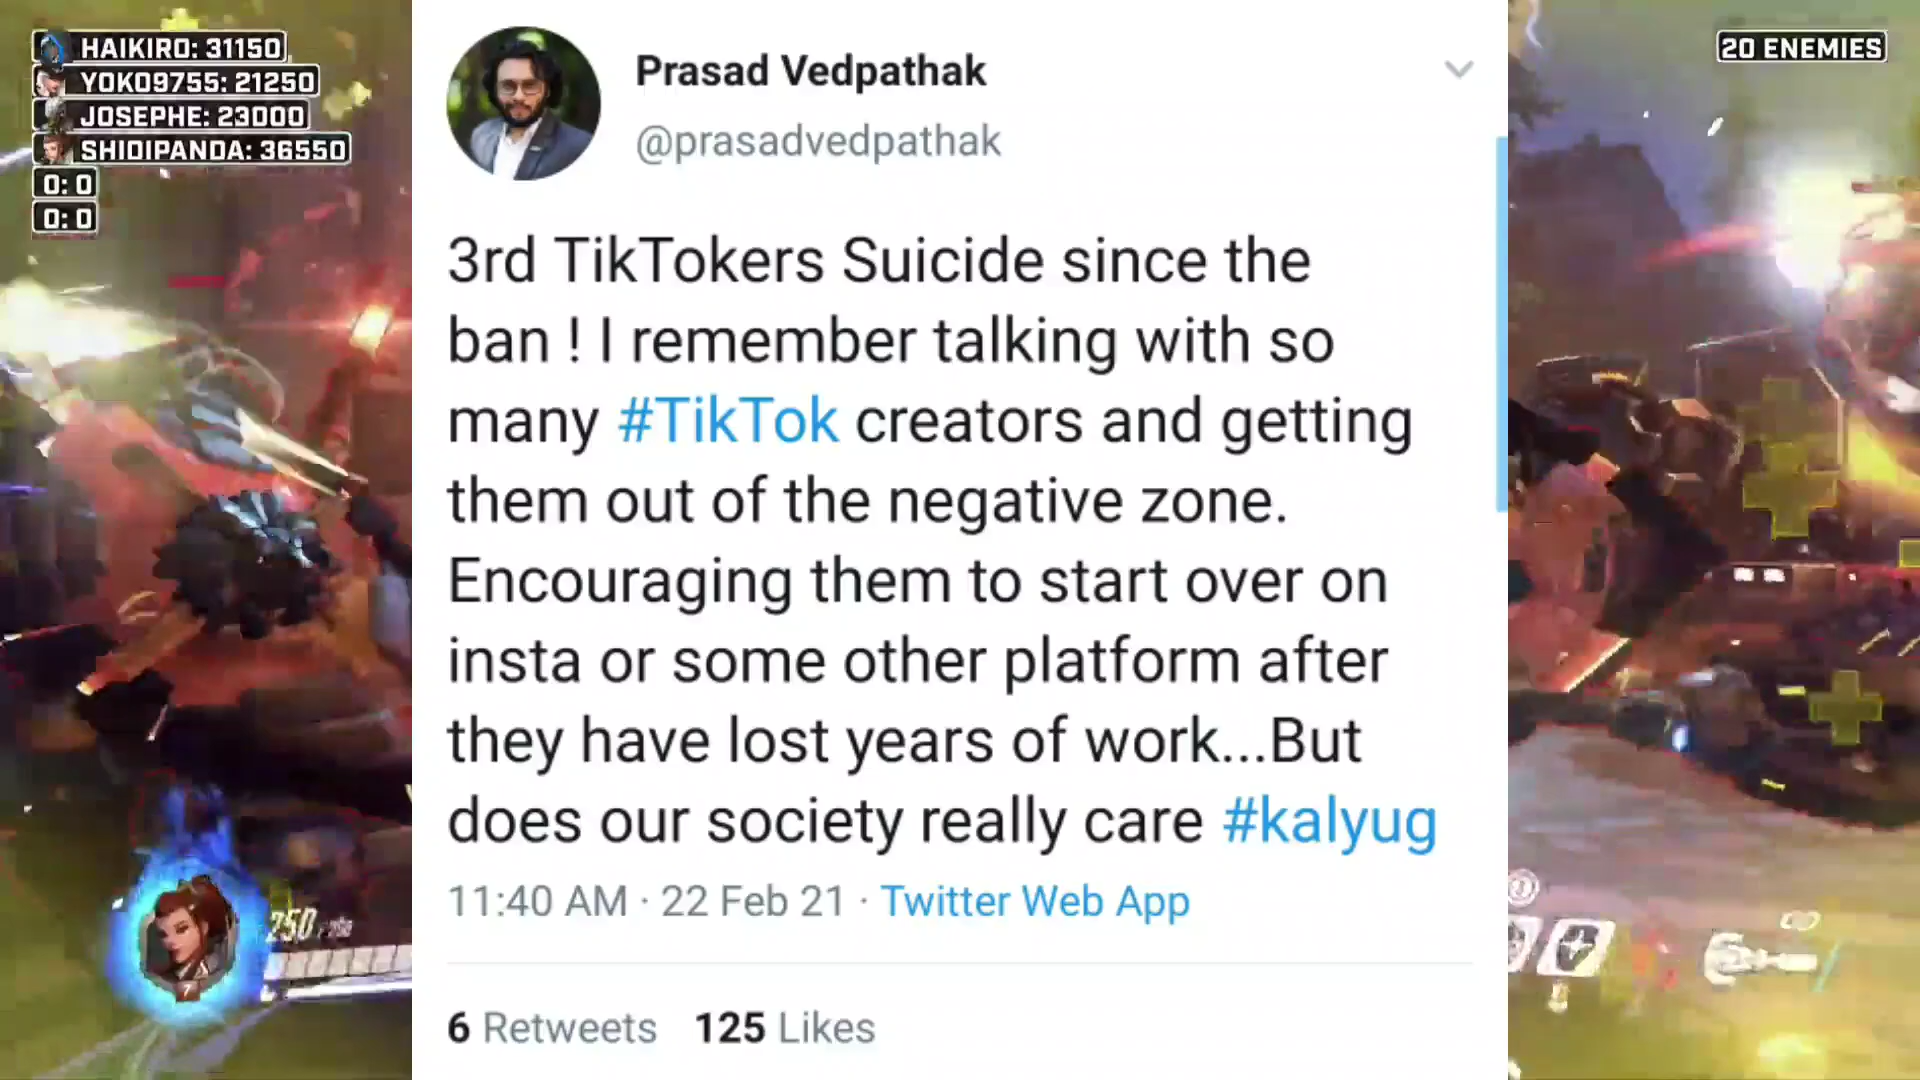 HAIKIRO: 31150
YOKO9755: 21250
JOSEPHE: 23000
SHIDIPANDA: 36550
0: 0
0: 0
20 ENEMIES
Prasad Vedpathak
@prasadvedpathak
3rd TikTokers Suicide since the
ban ! I remember talking with so
many #TikTok creators and getting
them out of the negative zone.
Encouraging them to start over on
insta or some other platform after
they have lost years of work...But
does our society really care #kalyug
11:40 AM · 22 Feb 21 · Twitter Web App
6 Retweets 125 Likes
250
7